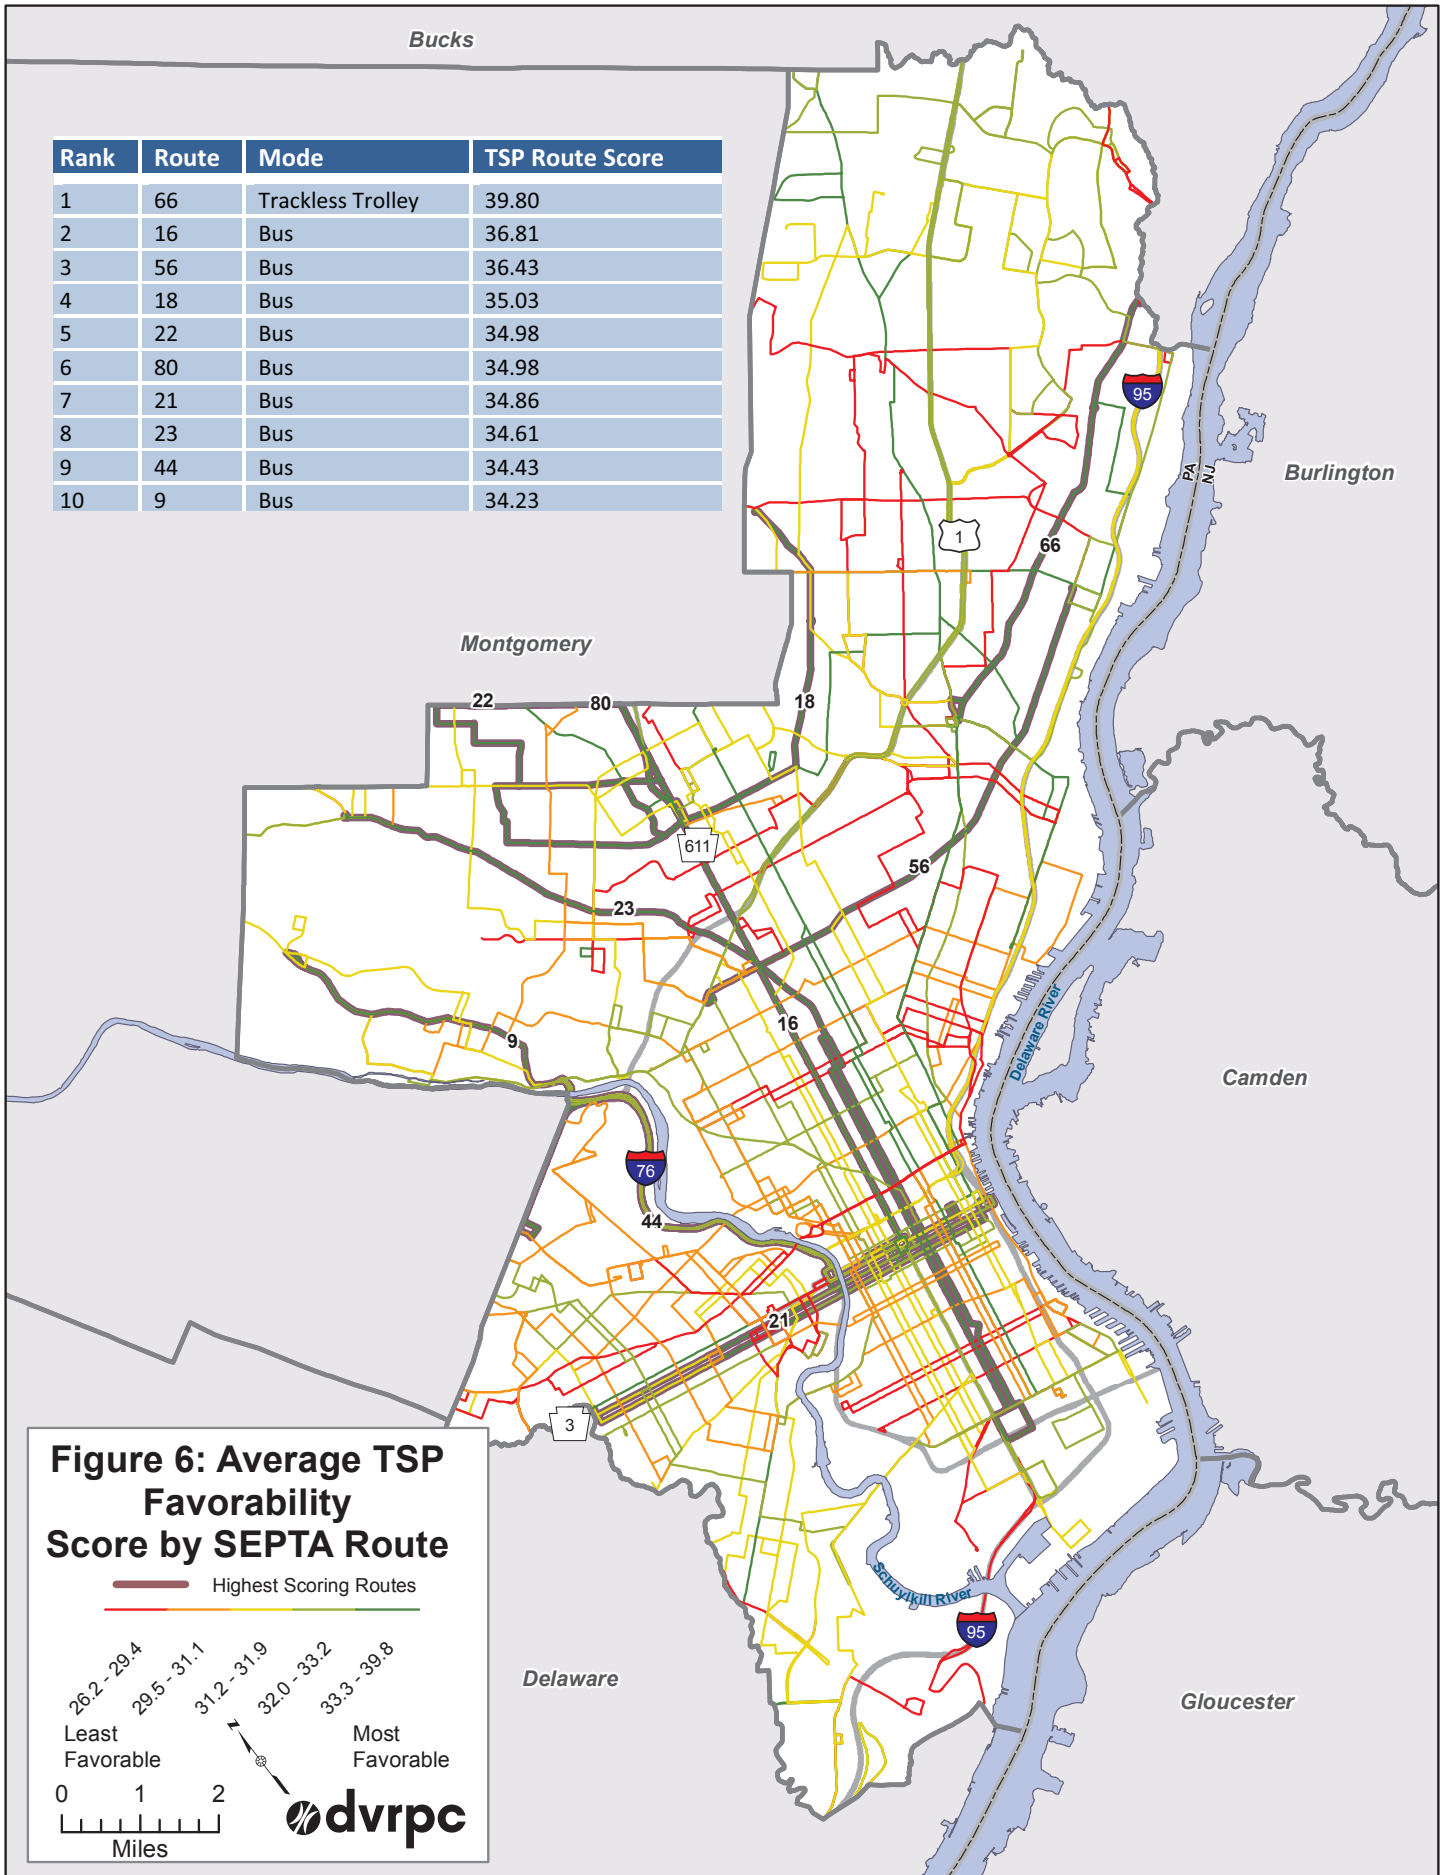 Bucks
Rank Route Mode TSP Route Score
1 66 Trackless Trolley 39.80
2 16 Bus 36.81
3 56 Bus 36.43
4 18 Bus 35.03
5 22 Bus 34.98
6 80 Bus 34.98
7 21 Bus 34.86
8 23 Bus 34.61
9 44 Bus 34.43
10 9 Bus 34.23
95
PA
NJ
Burlington
1
66
Montgomery
22
80
18
611
56
23
16
9
Delaware River
Camden
76
44
21
3
Schuylkill River
95
Delaware
Gloucester
Figure 6: Average TSP
Favorability
Score by SEPTA Route
Highest Scoring Routes
26.2 - 29.4
29.5 - 31.1
31.2 - 31.9
32.0 - 33.2
33.3 - 39.8
Least
Favorable
Most
Favorable
N
0 1 2
Miles
dvrpc